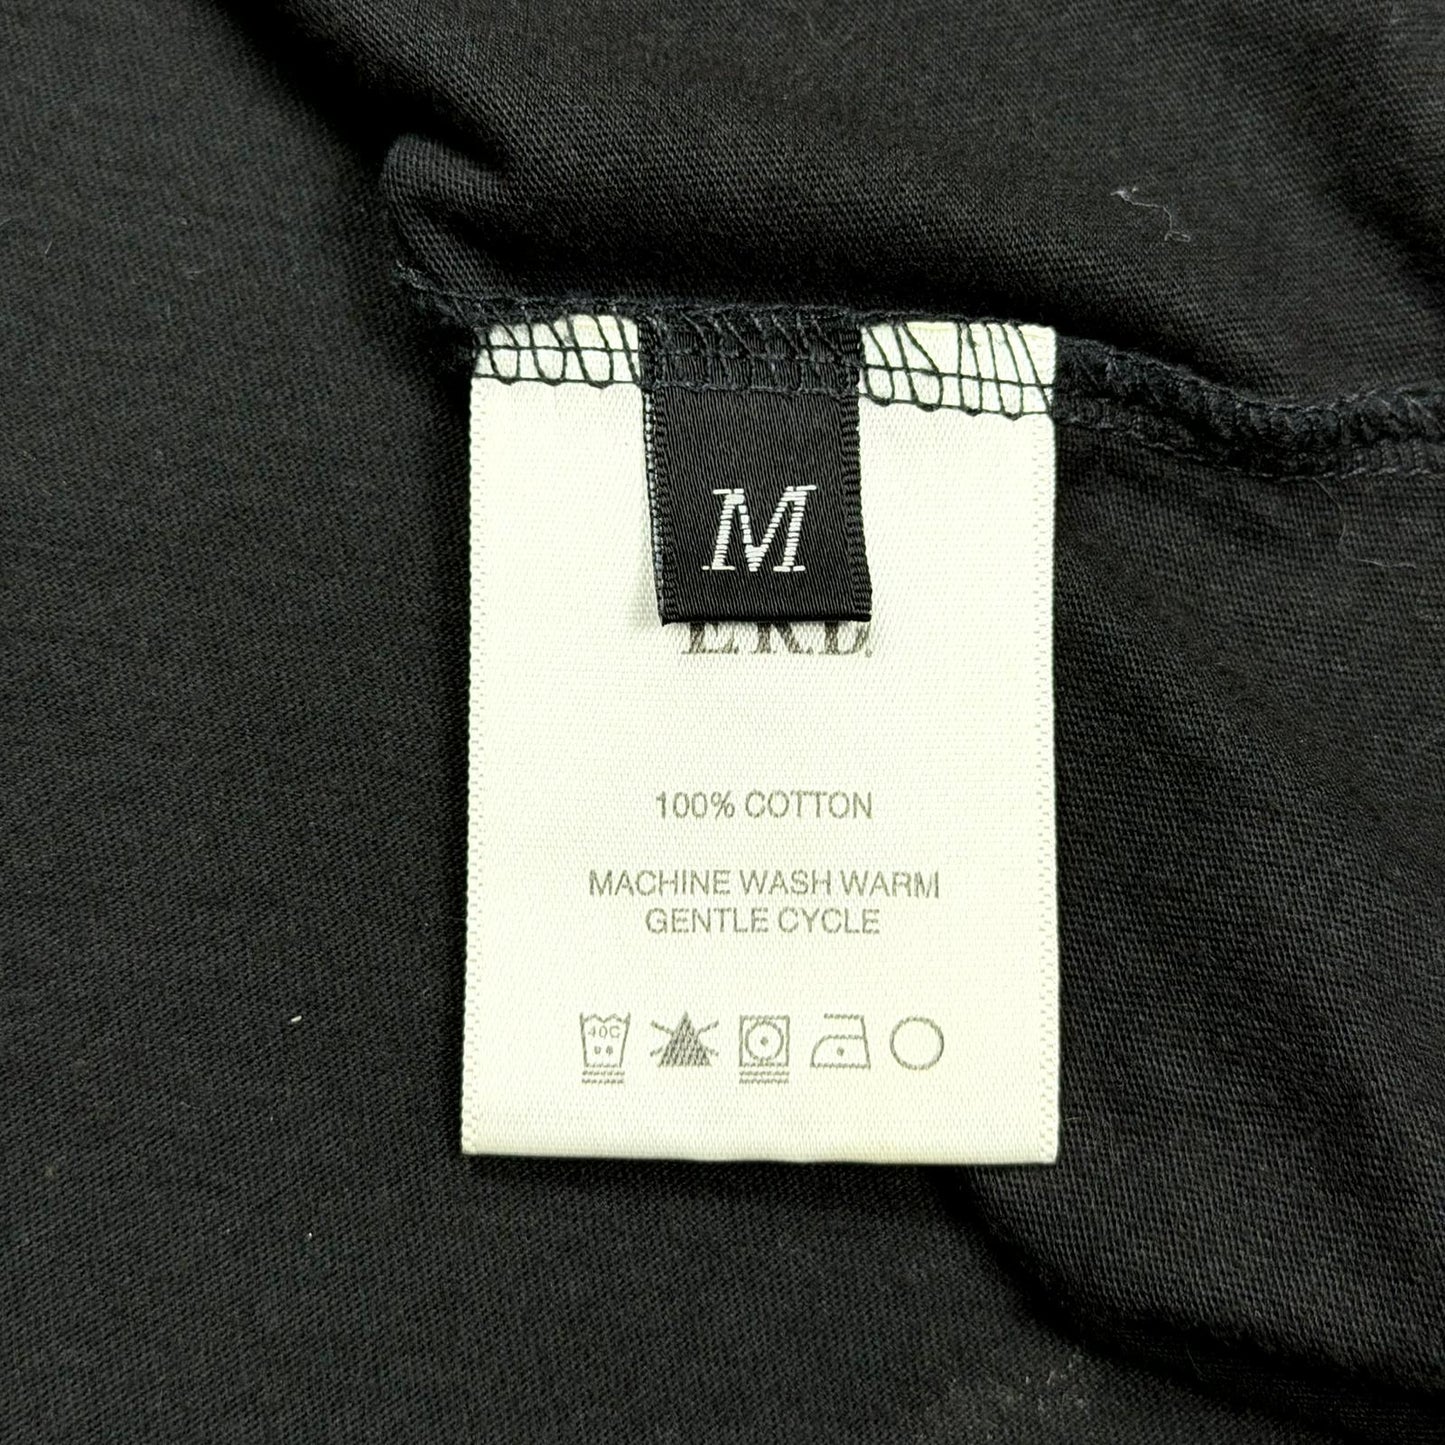 M
E.R.D.
100% COTTON
MACHINE WASH WARM
GENTLE CYCLE
40C